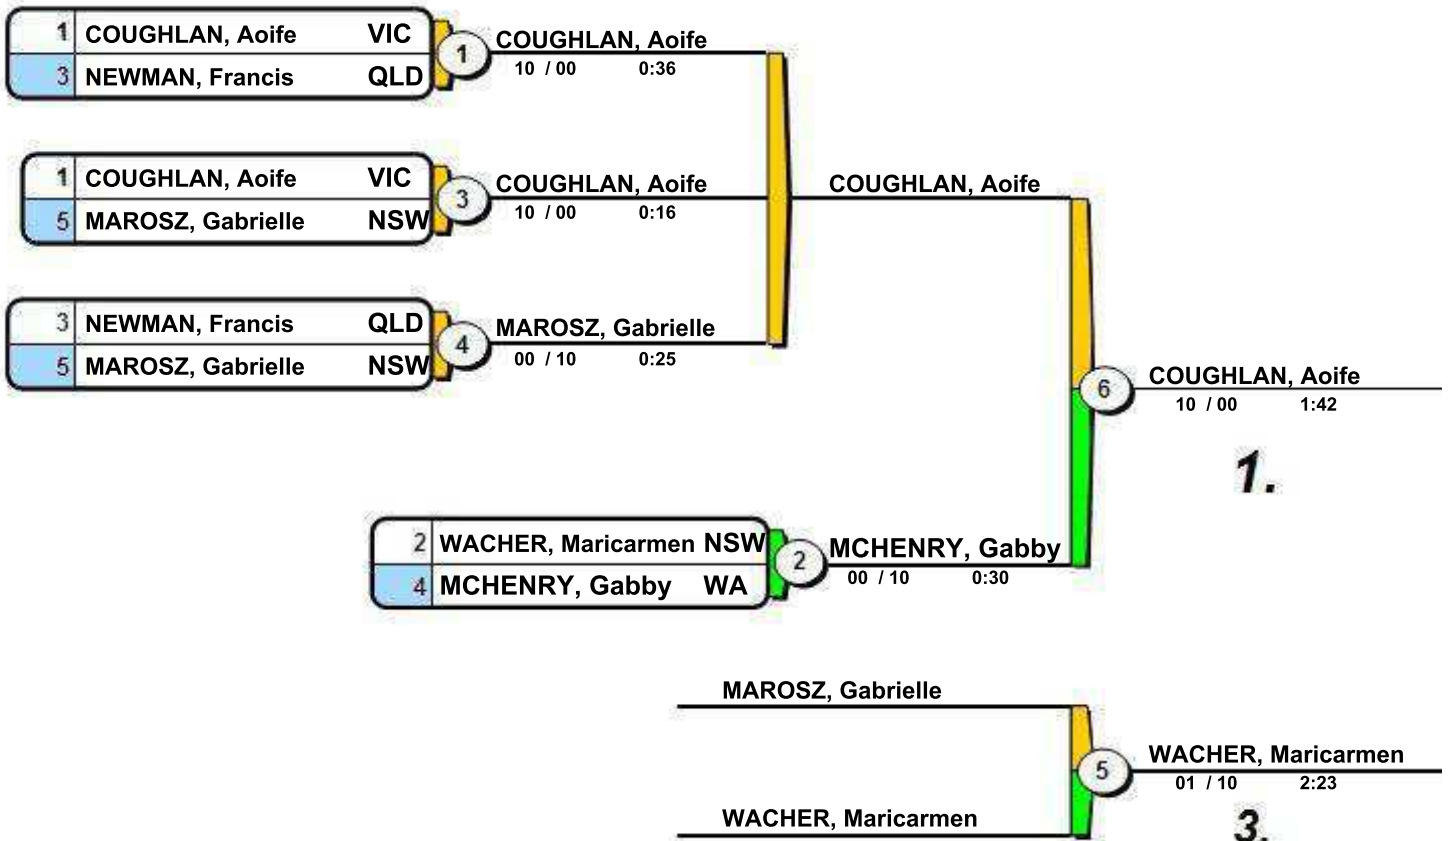 1 COUGHLAN, Aoife VIC
3 NEWMAN, Francis QLD
1
COUGHLAN, Aoife
10 / 00 0:36
1 COUGHLAN, Aoife VIC
5 MAROSZ, Gabrielle NSW
3
COUGHLAN, Aoife
10 / 00 0:16
3 NEWMAN, Francis QLD
5 MAROSZ, Gabrielle NSW
4
MAROSZ, Gabrielle
00 / 10 0:25
COUGHLAN, Aoife
2 WACHER, Maricarmen NSW
4 MCHENRY, Gabby WA
2
MCHENRY, Gabby
00 / 10 0:30
6
COUGHLAN, Aoife
10 / 00 1:42
1.
MAROSZ, Gabrielle
WACHER, Maricarmen
5
WACHER, Maricarmen
01 / 10 2:23
3.